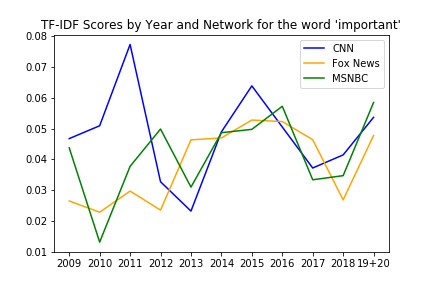 TF-IDF Scores by Year and Network for the word 'important'
CNN
Fox News
MSNBC
0.08
0.07
0.06
0.05
0.04
0.03
0.02
0.01
2009 2010 2011 2012 2013 2014 2015 2016 2017 2018 19+20